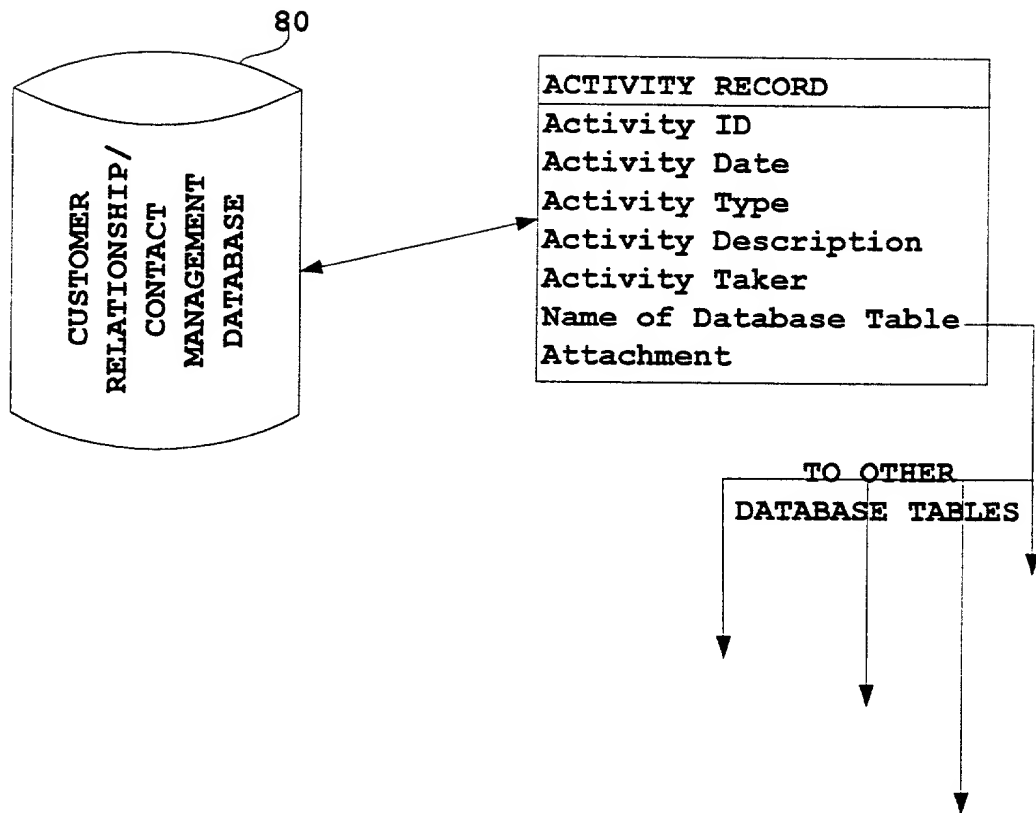 80
CUSTOMER
RELATIONSHIP/
CONTACT
MANAGEMENT
DATABASE
ACTIVITY RECORD
Activity ID
Activity Date
Activity Type
Activity Description
Activity Taker
Name of Database Table
Attachment
TO OTHER
DATABASE TABLES